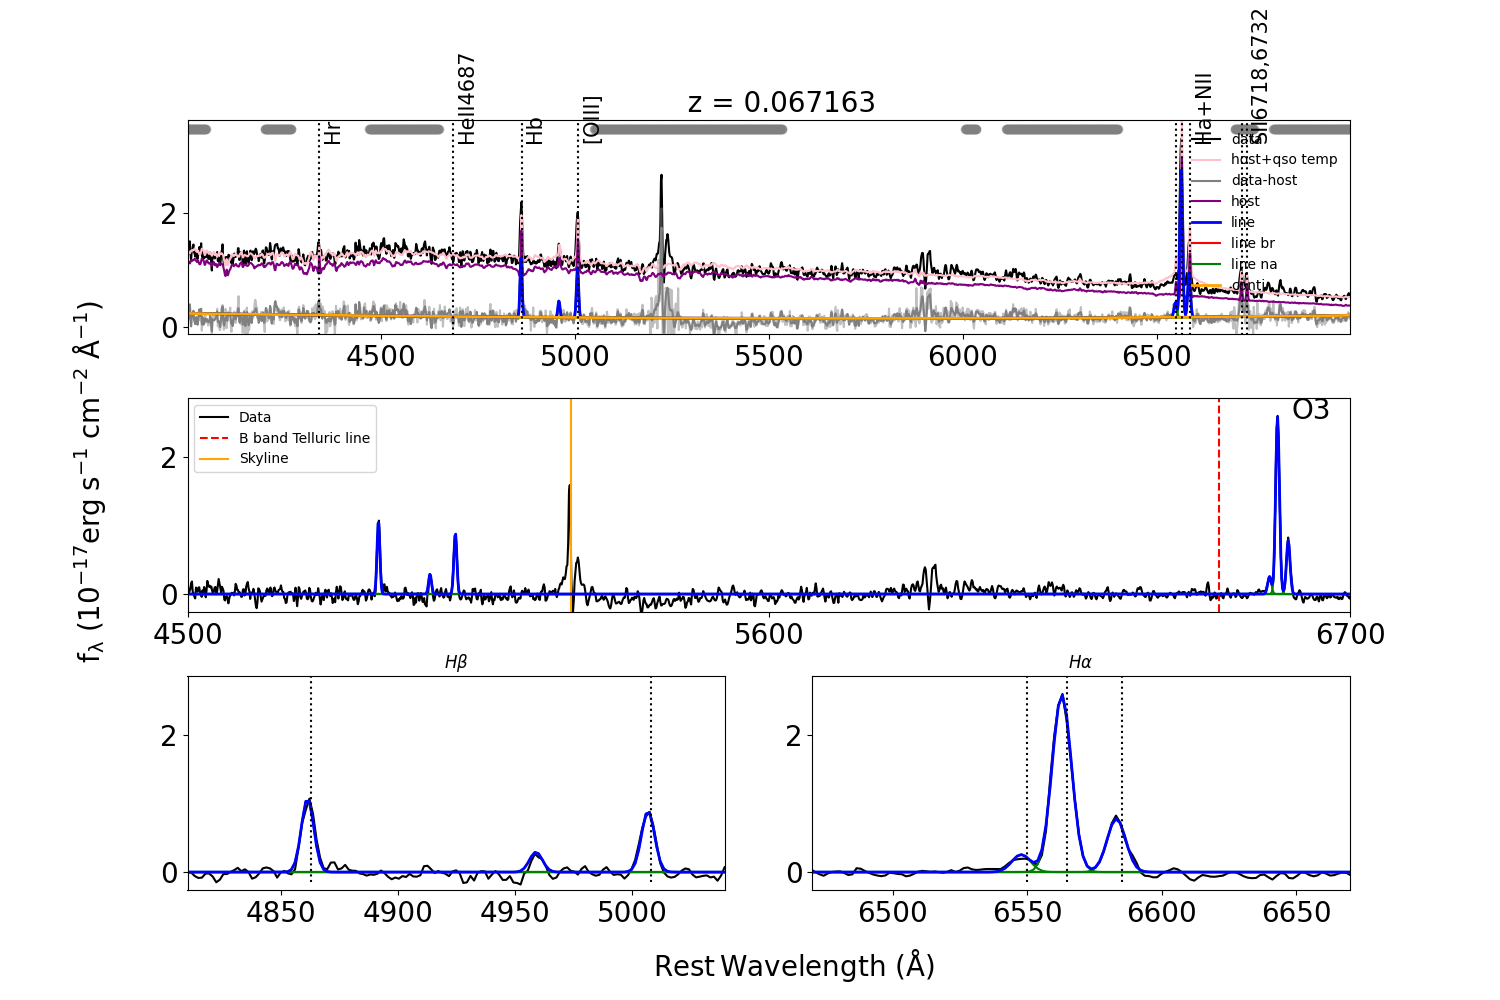 z = 0.067163
Hr
HeII4687
Hb
[OIII]
Ha+NII
SII6718,6732
data
host+qso temp
data-host
host
line
line br
line na
conti
2
0
4500 5000 5500 6000 6500
Data
B band Telluric line
Skyline
O3
2
0
4500 5600 6700
fλ (10⁻¹⁷erg s⁻¹ cm⁻² Å⁻¹)
Hβ
2
0
4850 4900 4950 5000
Hα
2
0
6500 6550 6600 6650
Rest Wavelength (Å)